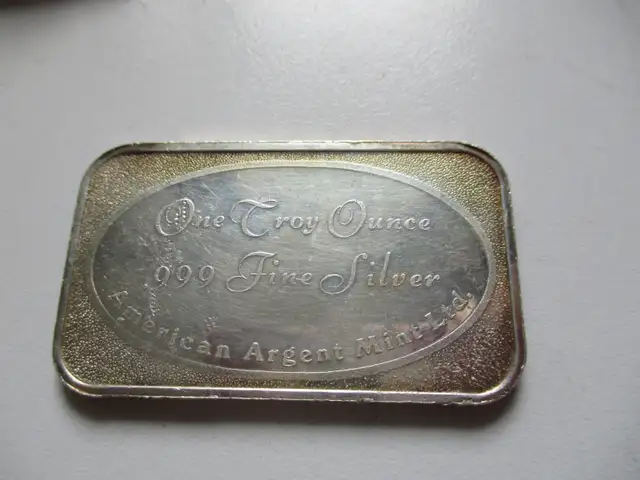 One Troy Ounce
999 Fine Silver
American Argent Mint Ltd.